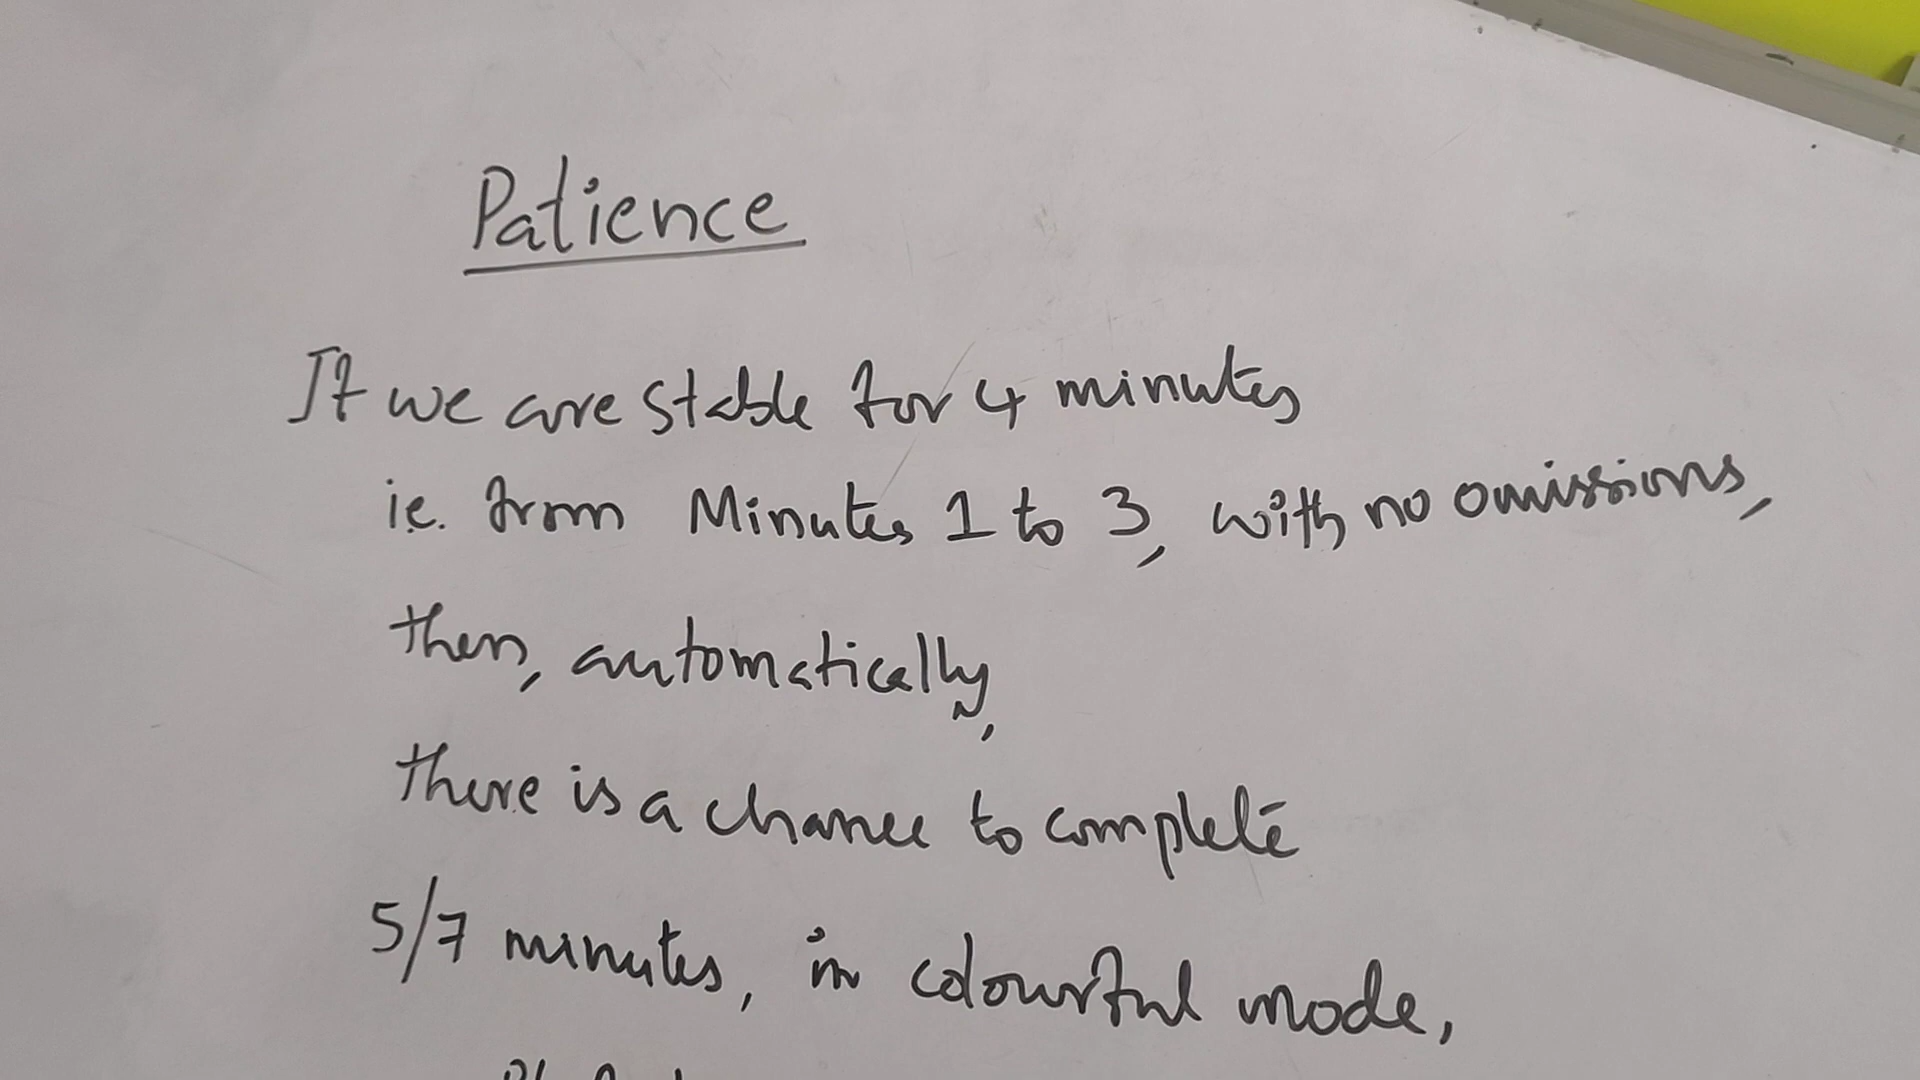 Patience
If we are stable for 4 minutes
ie. from Minutes 1 to 3, with no omissions,
then, automatically,
there is a chance to complete
5/7 minutes, in colourful mode,